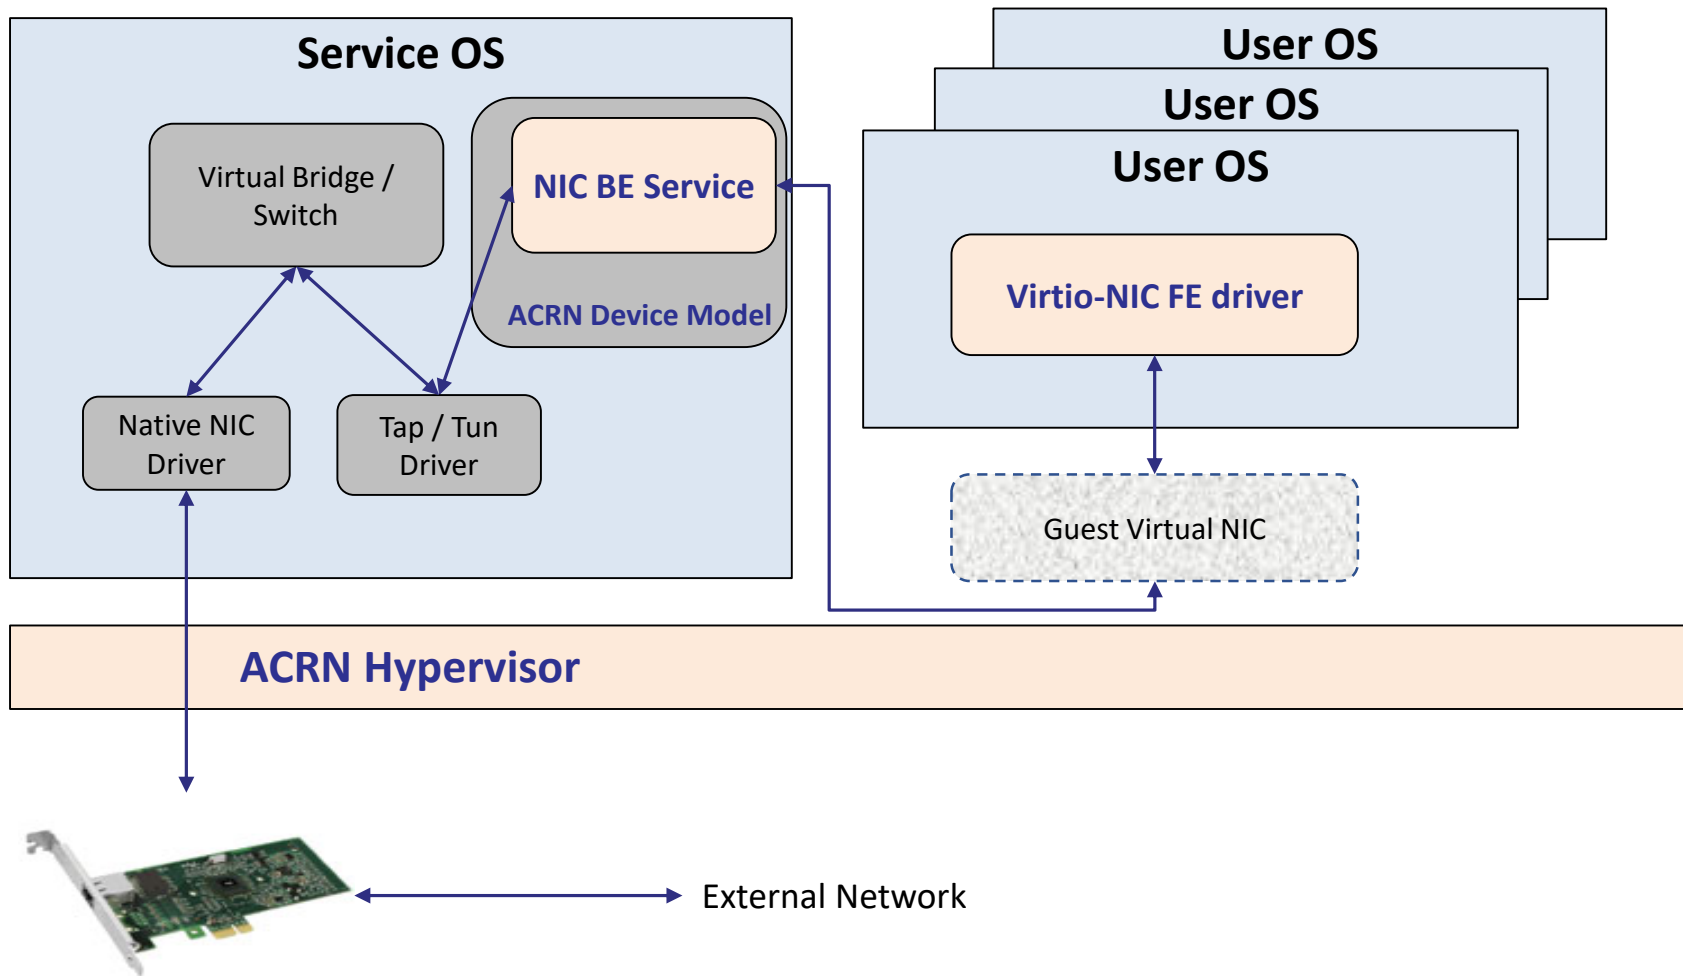 Service OS
Virtual Bridge /
Switch
NIC BE Service
ACRN Device Model
Native NIC
Driver
Tap / Tun
Driver
User OS
User OS
User OS
Virtio-NIC FE driver
Guest Virtual NIC
ACRN Hypervisor
External Network